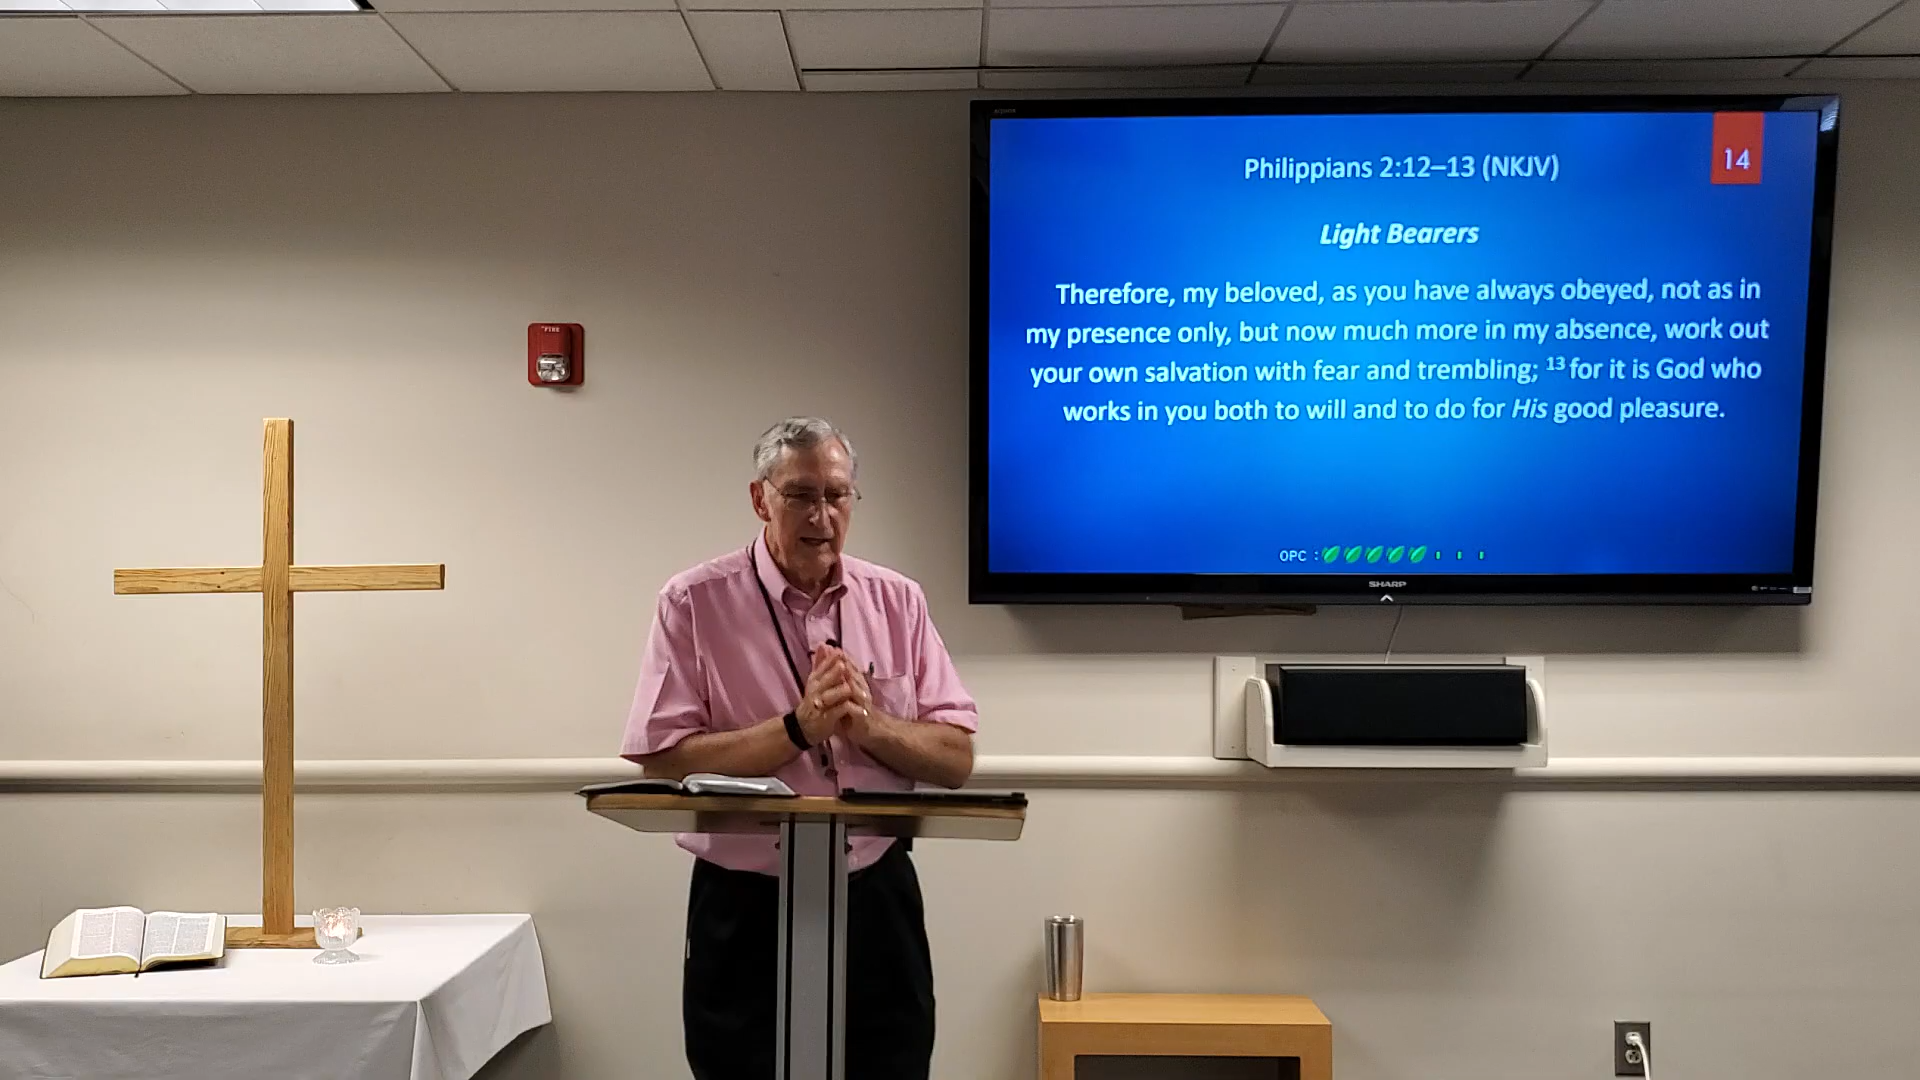 14
Philippians 2:12–13 (NKJV)
Light Bearers
Therefore, my beloved, as you have always obeyed, not as in
my presence only, but now much more in my absence, work out
your own salvation with fear and trembling; ¹³ for it is God who
works in you both to will and to do for His good pleasure.
OPC :
SHARP
FIRE